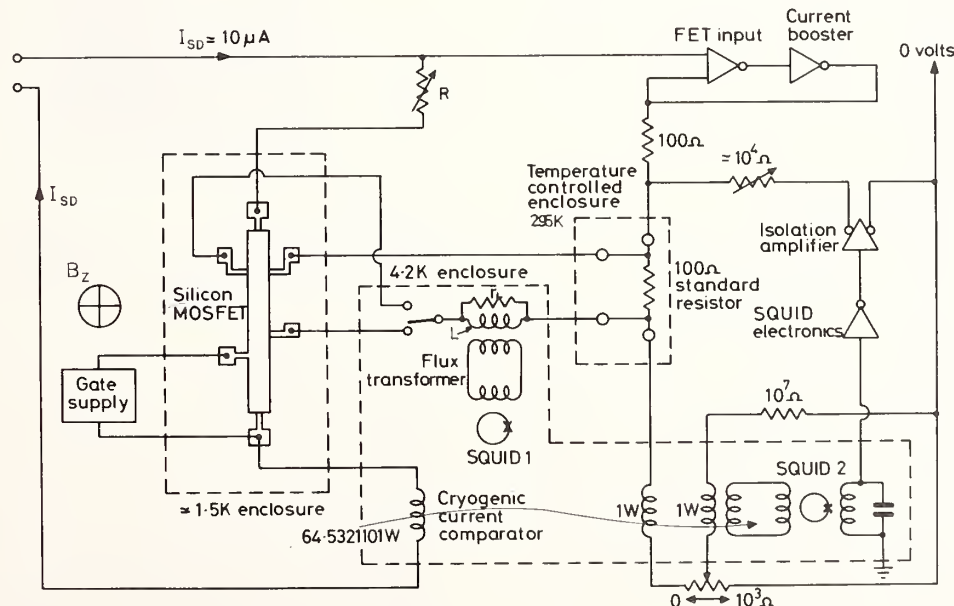 I_SD ≃ 10 μA
FET input
Current
booster
0 volts
R
100Ω
≃10⁴Ω
Temperature
controlled
enclosure
295K
I_SD
Isolation
amplifier
B_Z
Silicon
MOSFET
4·2K enclosure
r
100Ω
standard
resistor
L
SQUID
electronics
Flux
transformer
Gate
supply
10⁷Ω
SQUID 1
SQUID 2
≃ 1·5K enclosure
Cryogenic
current
comparator
64·5321101W
1W
1W
0
10³Ω